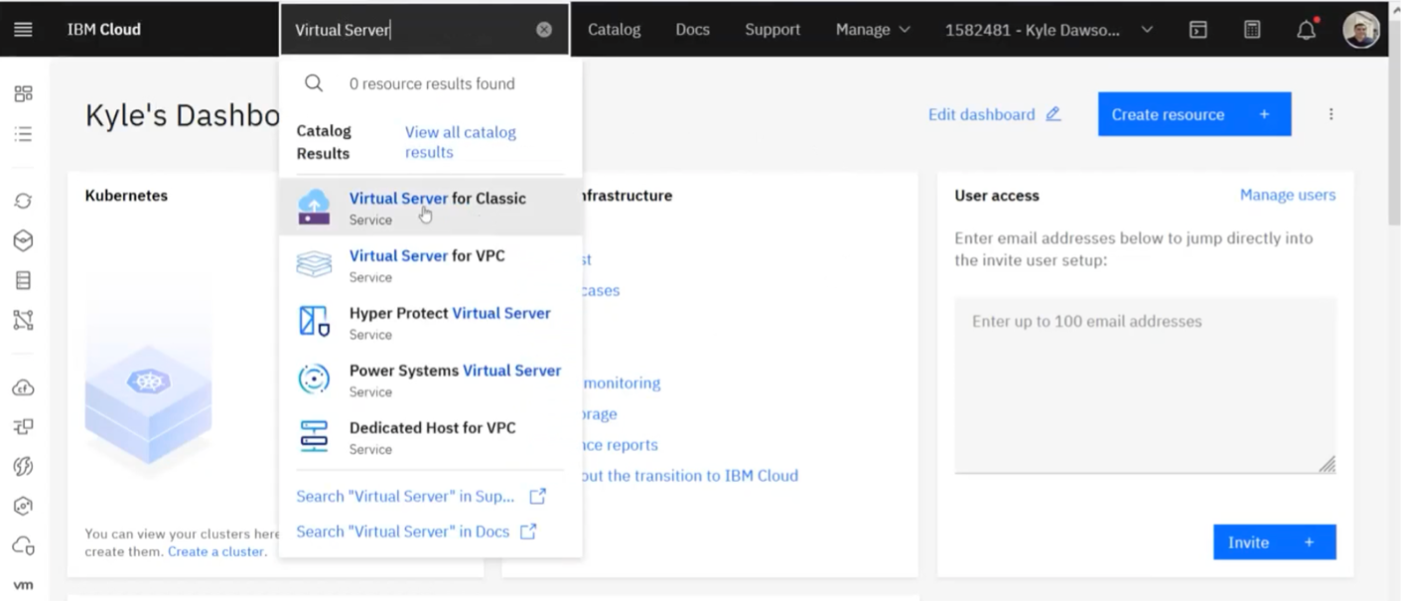 IBM Cloud
Virtual Server
Catalog
Docs
Support
Manage
1582481 - Kyle Dawso...
0 resource results found
Kyle's Dashbo
Edit dashboard
Create resource +
Catalog
Results
View all catalog
results
Virtual Server for Classic
Service
Virtual Server for VPC
Service
Hyper Protect Virtual Server
Service
Power Systems Virtual Server
Service
Dedicated Host for VPC
Service
Search "Virtual Server" in Sup...
Search "Virtual Server" in Docs
Kubernetes
You can view your clusters here
create them. Create a cluster.
nfrastructure
st
cases
monitoring
orage
nce reports
out the transition to IBM Cloud
User access
Manage users
Enter email addresses below to jump directly into
the invite user setup:
Enter up to 100 email addresses
Invite +
vm